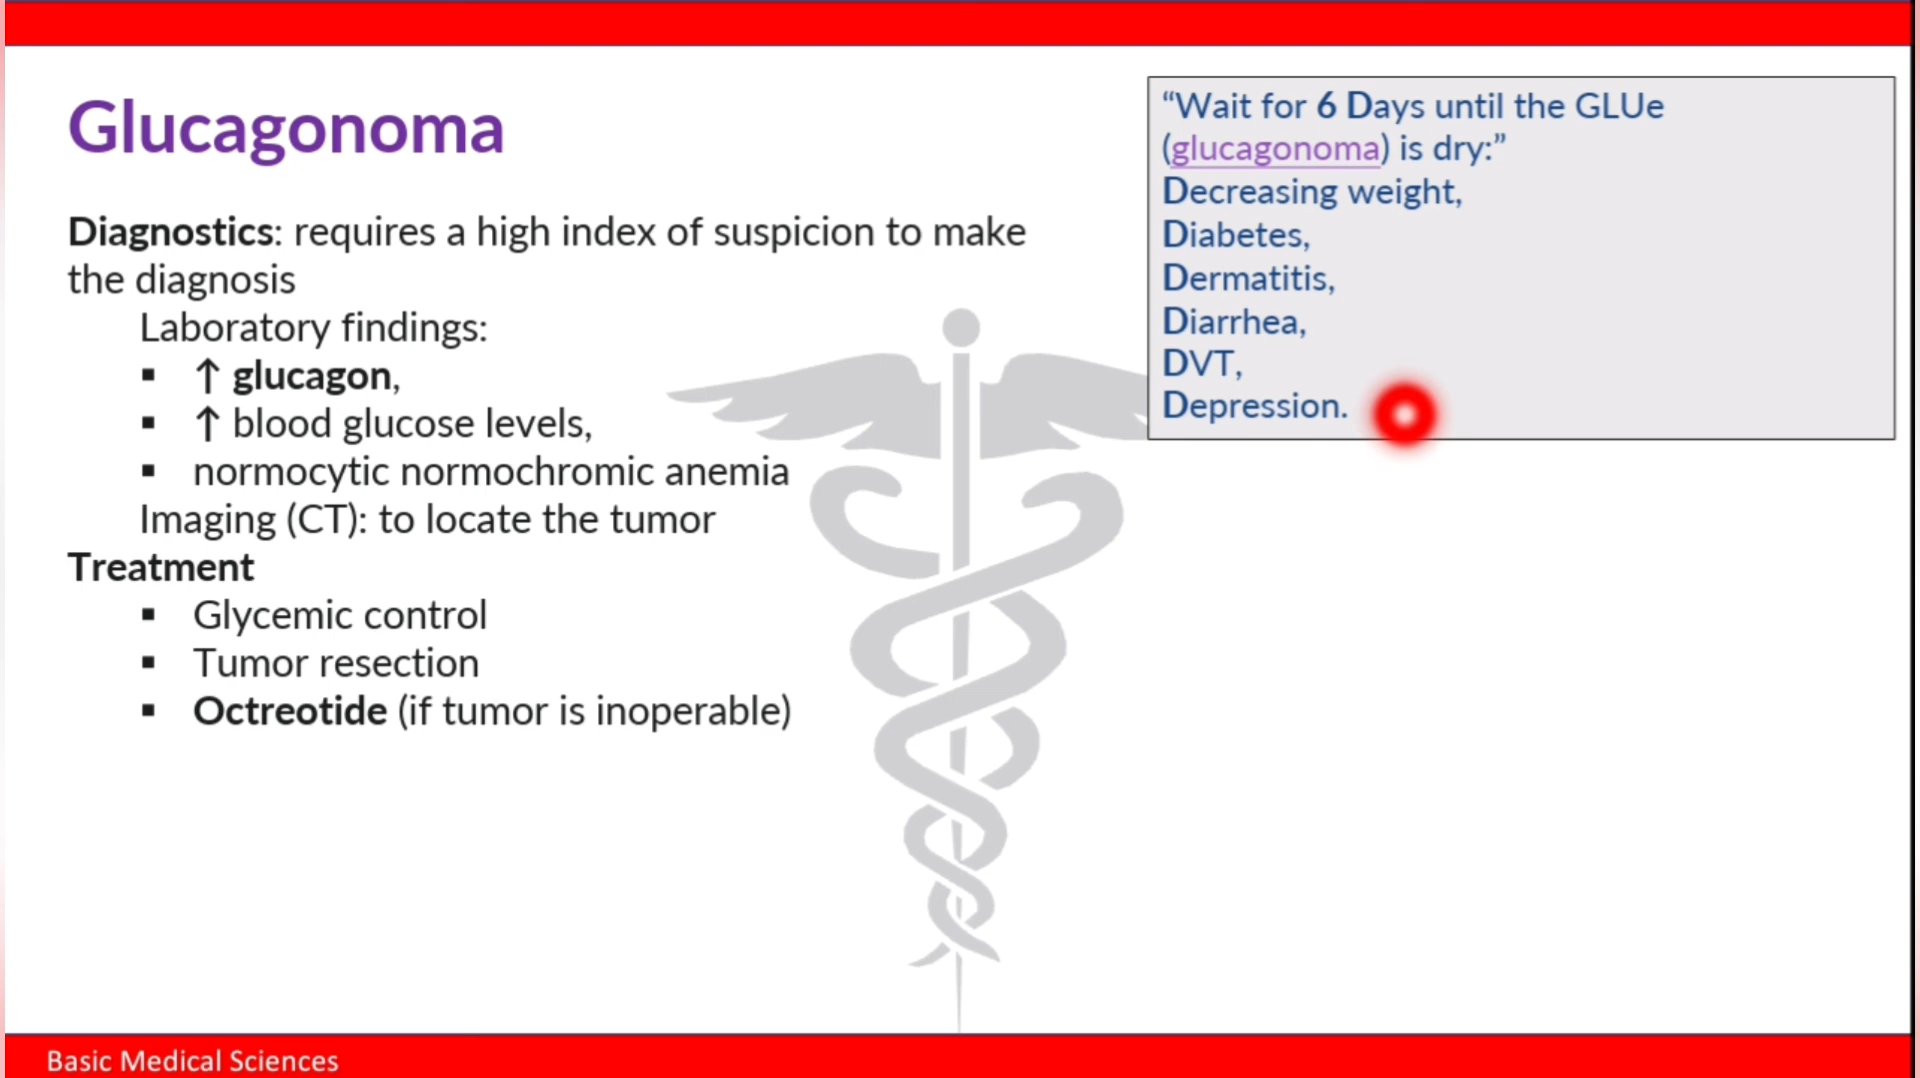 Glucagonoma
Diagnostics: requires a high index of suspicion to make
the diagnosis
Laboratory findings:
▪ ↑ glucagon,
▪ ↑ blood glucose levels,
▪ normocytic normochromic anemia
Imaging (CT): to locate the tumor
Treatment
▪ Glycemic control
▪ Tumor resection
▪ Octreotide (if tumor is inoperable)
“Wait for 6 Days until the GLUe
(glucagonoma) is dry:”
Decreasing weight,
Diabetes,
Dermatitis,
Diarrhea,
DVT,
Depression.
Basic Medical Sciences